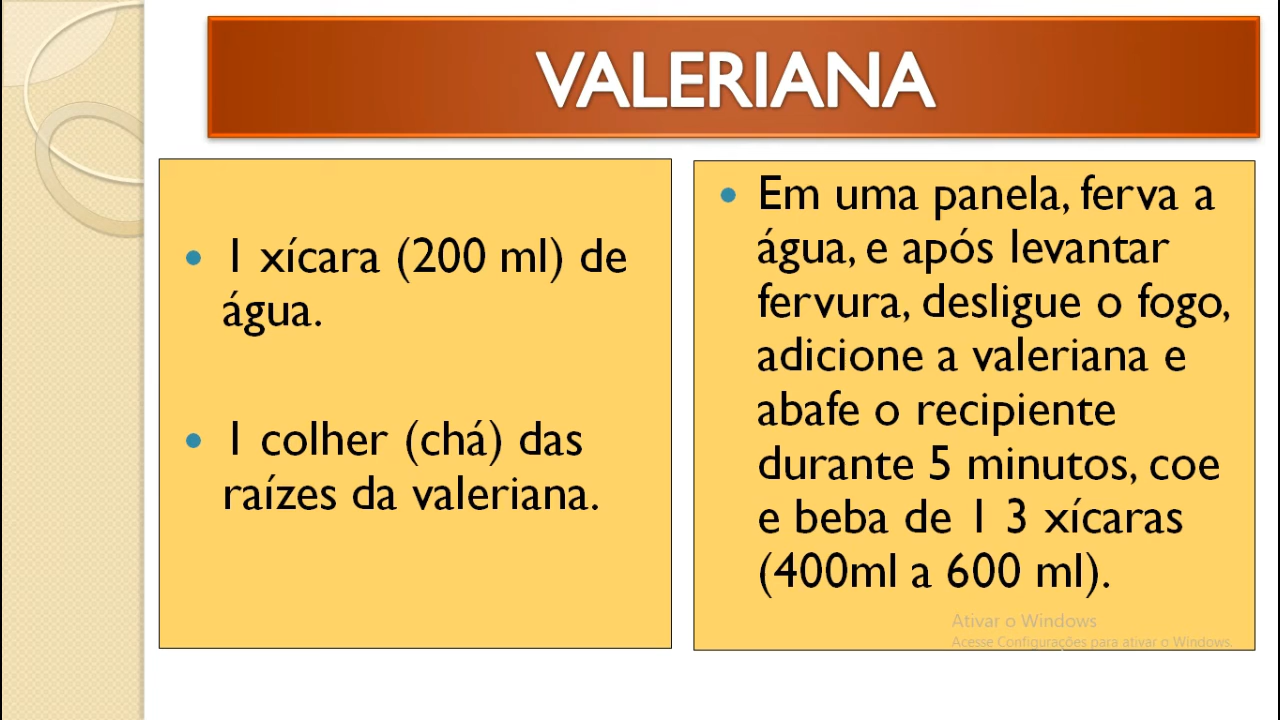 VALERIANA
• 1 xícara (200 ml) de
água.
• 1 colher (chá) das
raízes da valeriana.
• Em uma panela, ferva a
água, e após levantar
fervura, desligue o fogo,
adicione a valeriana e
abafe o recipiente
durante 5 minutos, coe
e beba de 1 3 xícaras
(400ml a 600 ml).
Ativar o Windows
Acesse Configurações para ativar o Windows.